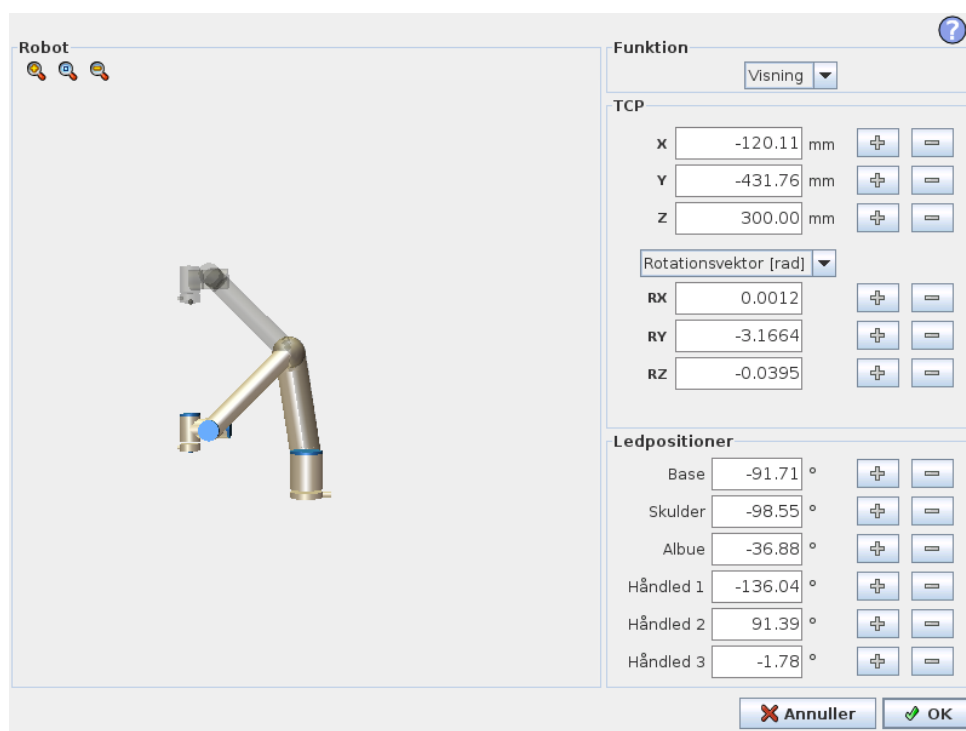 ?
Robot
Funktion
Visning
TCP
X -120.11 mm
Y -431.76 mm
Z 300.00 mm
Rotationsvektor [rad]
RX 0.0012
RY -3.1664
RZ -0.0395
Ledpositioner
Base -91.71 °
Skulder -98.55 °
Albue -36.88 °
Håndled 1 -136.04 °
Håndled 2 91.39 °
Håndled 3 -1.78 °
Annuller OK